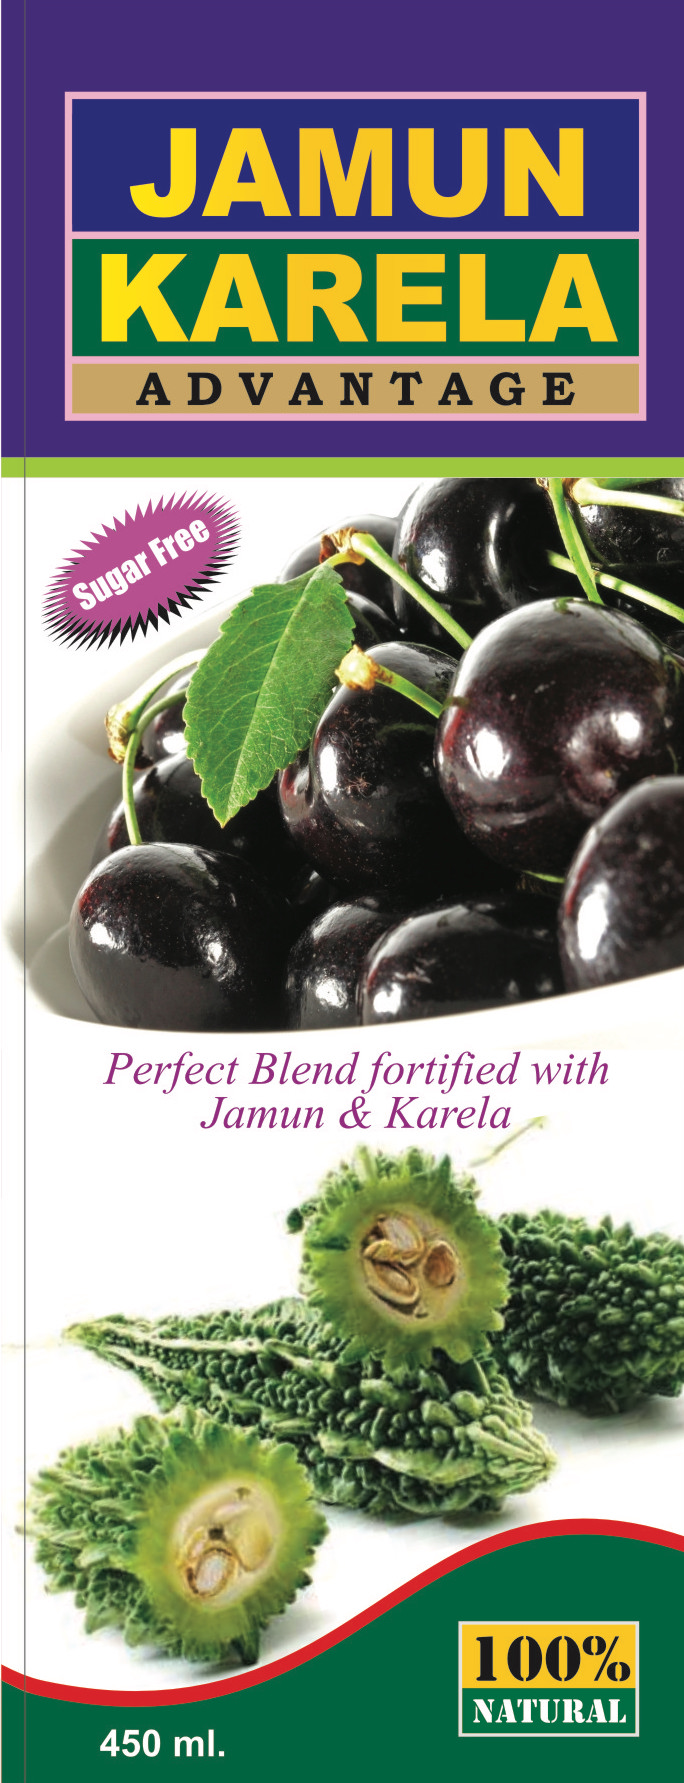 JAMUN
KARELA
ADVANTAGE
Sugar Free
Perfect Blend fortified with
Jamun & Karela
100%
NATURAL
450 ml.